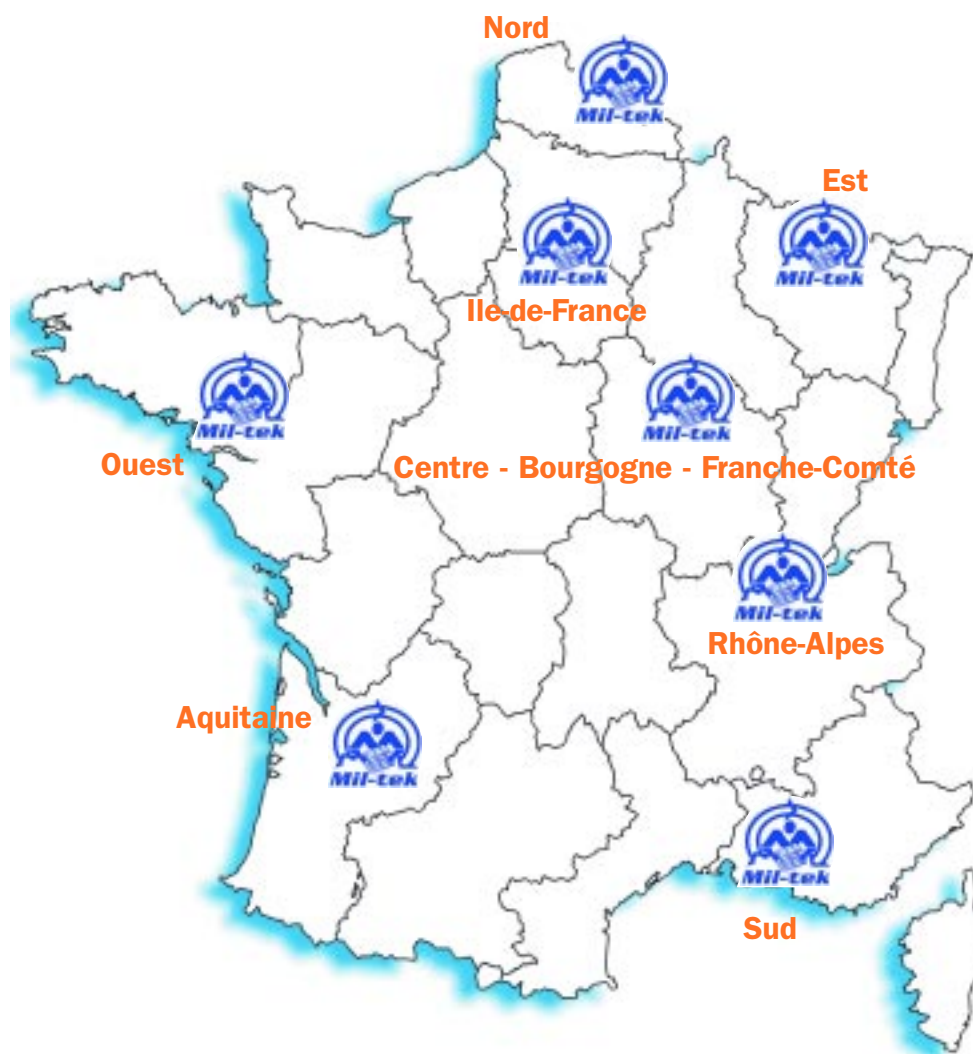 Nord
Mil-tek
Est
Mil-tek
Mil-tek
Ile-de-France
Mil-tek
Mil-tek
Ouest
Centre - Bourgogne - Franche-Comté
Mil-tek
Rhône-Alpes
Aquitaine
Mil-tek
Mil-tek
Sud